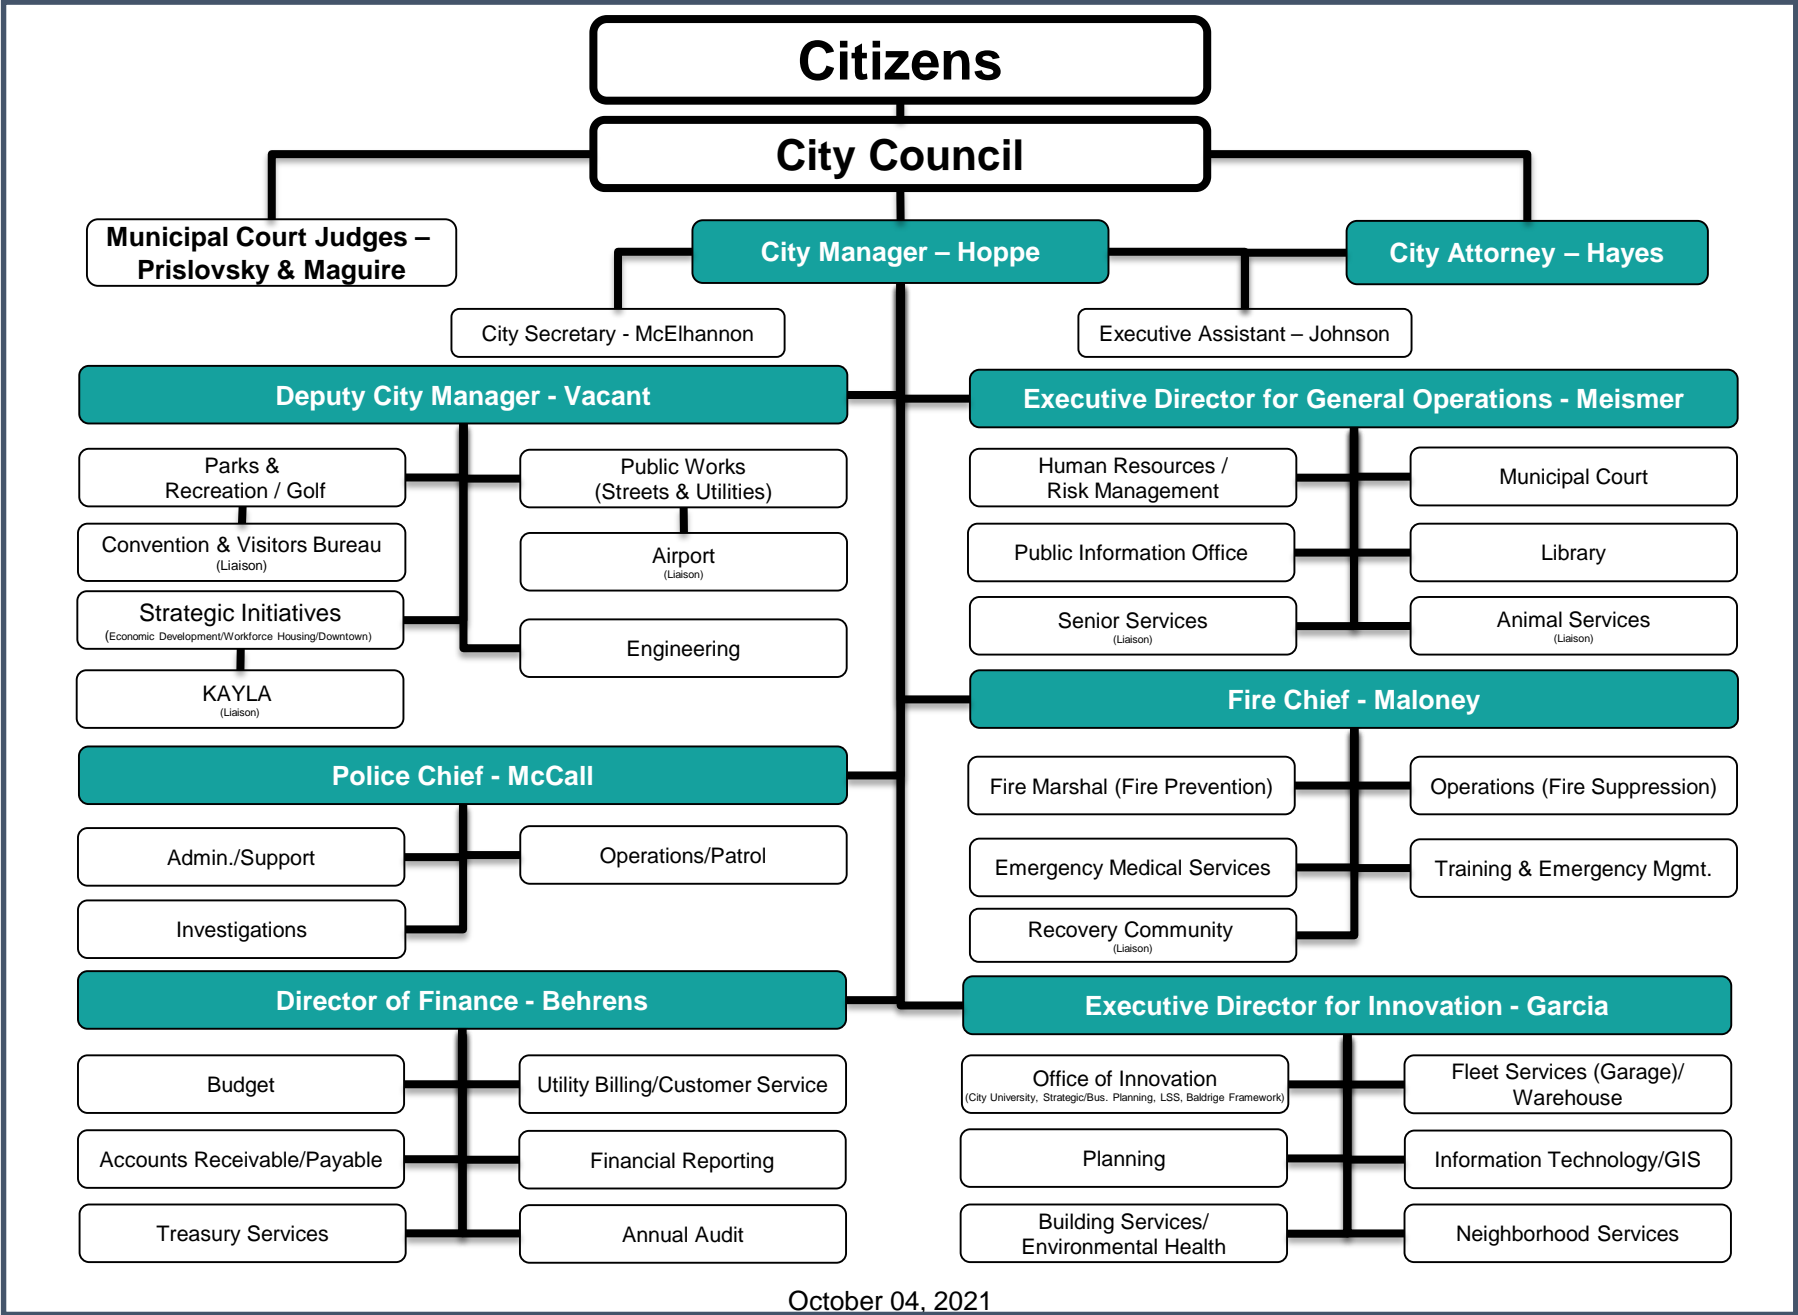 Citizens
City Council
Municipal Court Judges –
Prislovsky & Maguire
City Manager – Hoppe
City Attorney – Hayes
City Secretary - McElhannon
Executive Assistant – Johnson
Deputy City Manager - Vacant
Parks &
Recreation / Golf
Public Works
(Streets & Utilities)
Convention & Visitors Bureau
(Liaison)
Airport
(Liaison)
Strategic Initiatives
(Economic Development/Workforce Housing/Downtown)
Engineering
KAYLA
(Liaison)
Executive Director for General Operations - Meismer
Human Resources /
Risk Management
Municipal Court
Public Information Office
Library
Senior Services
(Liaison)
Animal Services
(Liaison)
Police Chief - McCall
Admin./Support
Operations/Patrol
Investigations
Fire Chief - Maloney
Fire Marshal (Fire Prevention)
Operations (Fire Suppression)
Emergency Medical Services
Training & Emergency Mgmt.
Recovery Community
(Liaison)
Director of Finance - Behrens
Budget
Utility Billing/Customer Service
Accounts Receivable/Payable
Financial Reporting
Treasury Services
Annual Audit
Executive Director for Innovation - Garcia
Office of Innovation
(City University, Strategic/Bus. Planning, LSS, Baldrige Framework)
Fleet Services (Garage)/
Warehouse
Planning
Information Technology/GIS
Building Services/
Environmental Health
Neighborhood Services
October 04, 2021